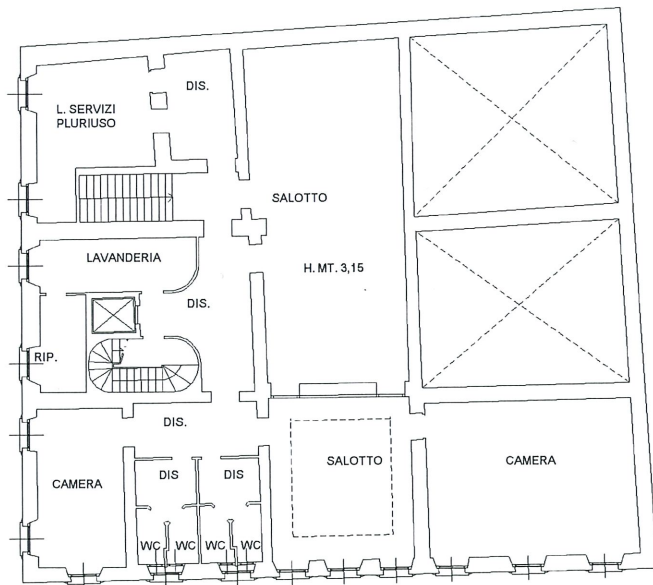 DIS.
L. SERVIZI
PLURIUSO
SALOTTO
LAVANDERIA
H. MT. 3,15
DIS.
RIP.
DIS.
CAMERA
DIS
DIS
SALOTTO
CAMERA
WC
WC
WC
WC